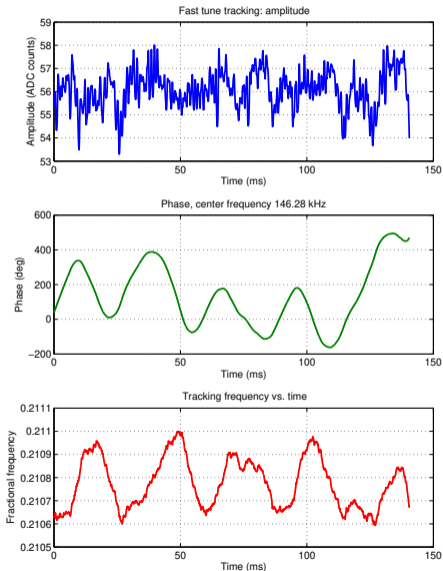 Fast tune tracking: amplitude
59
58
57
56
55
54
53
Amplitude (ADC counts)
0 50 100 150
Time (ms)
Phase, center frequency 146.28 kHz
600
400
200
0
−200
Phase (deg)
0 50 100 150
Time (ms)
Tracking frequency vs. time
0.2111
0.211
0.2109
0.2108
0.2107
0.2106
0.2105
Fractional frequency
0 50 100 150
Time (ms)